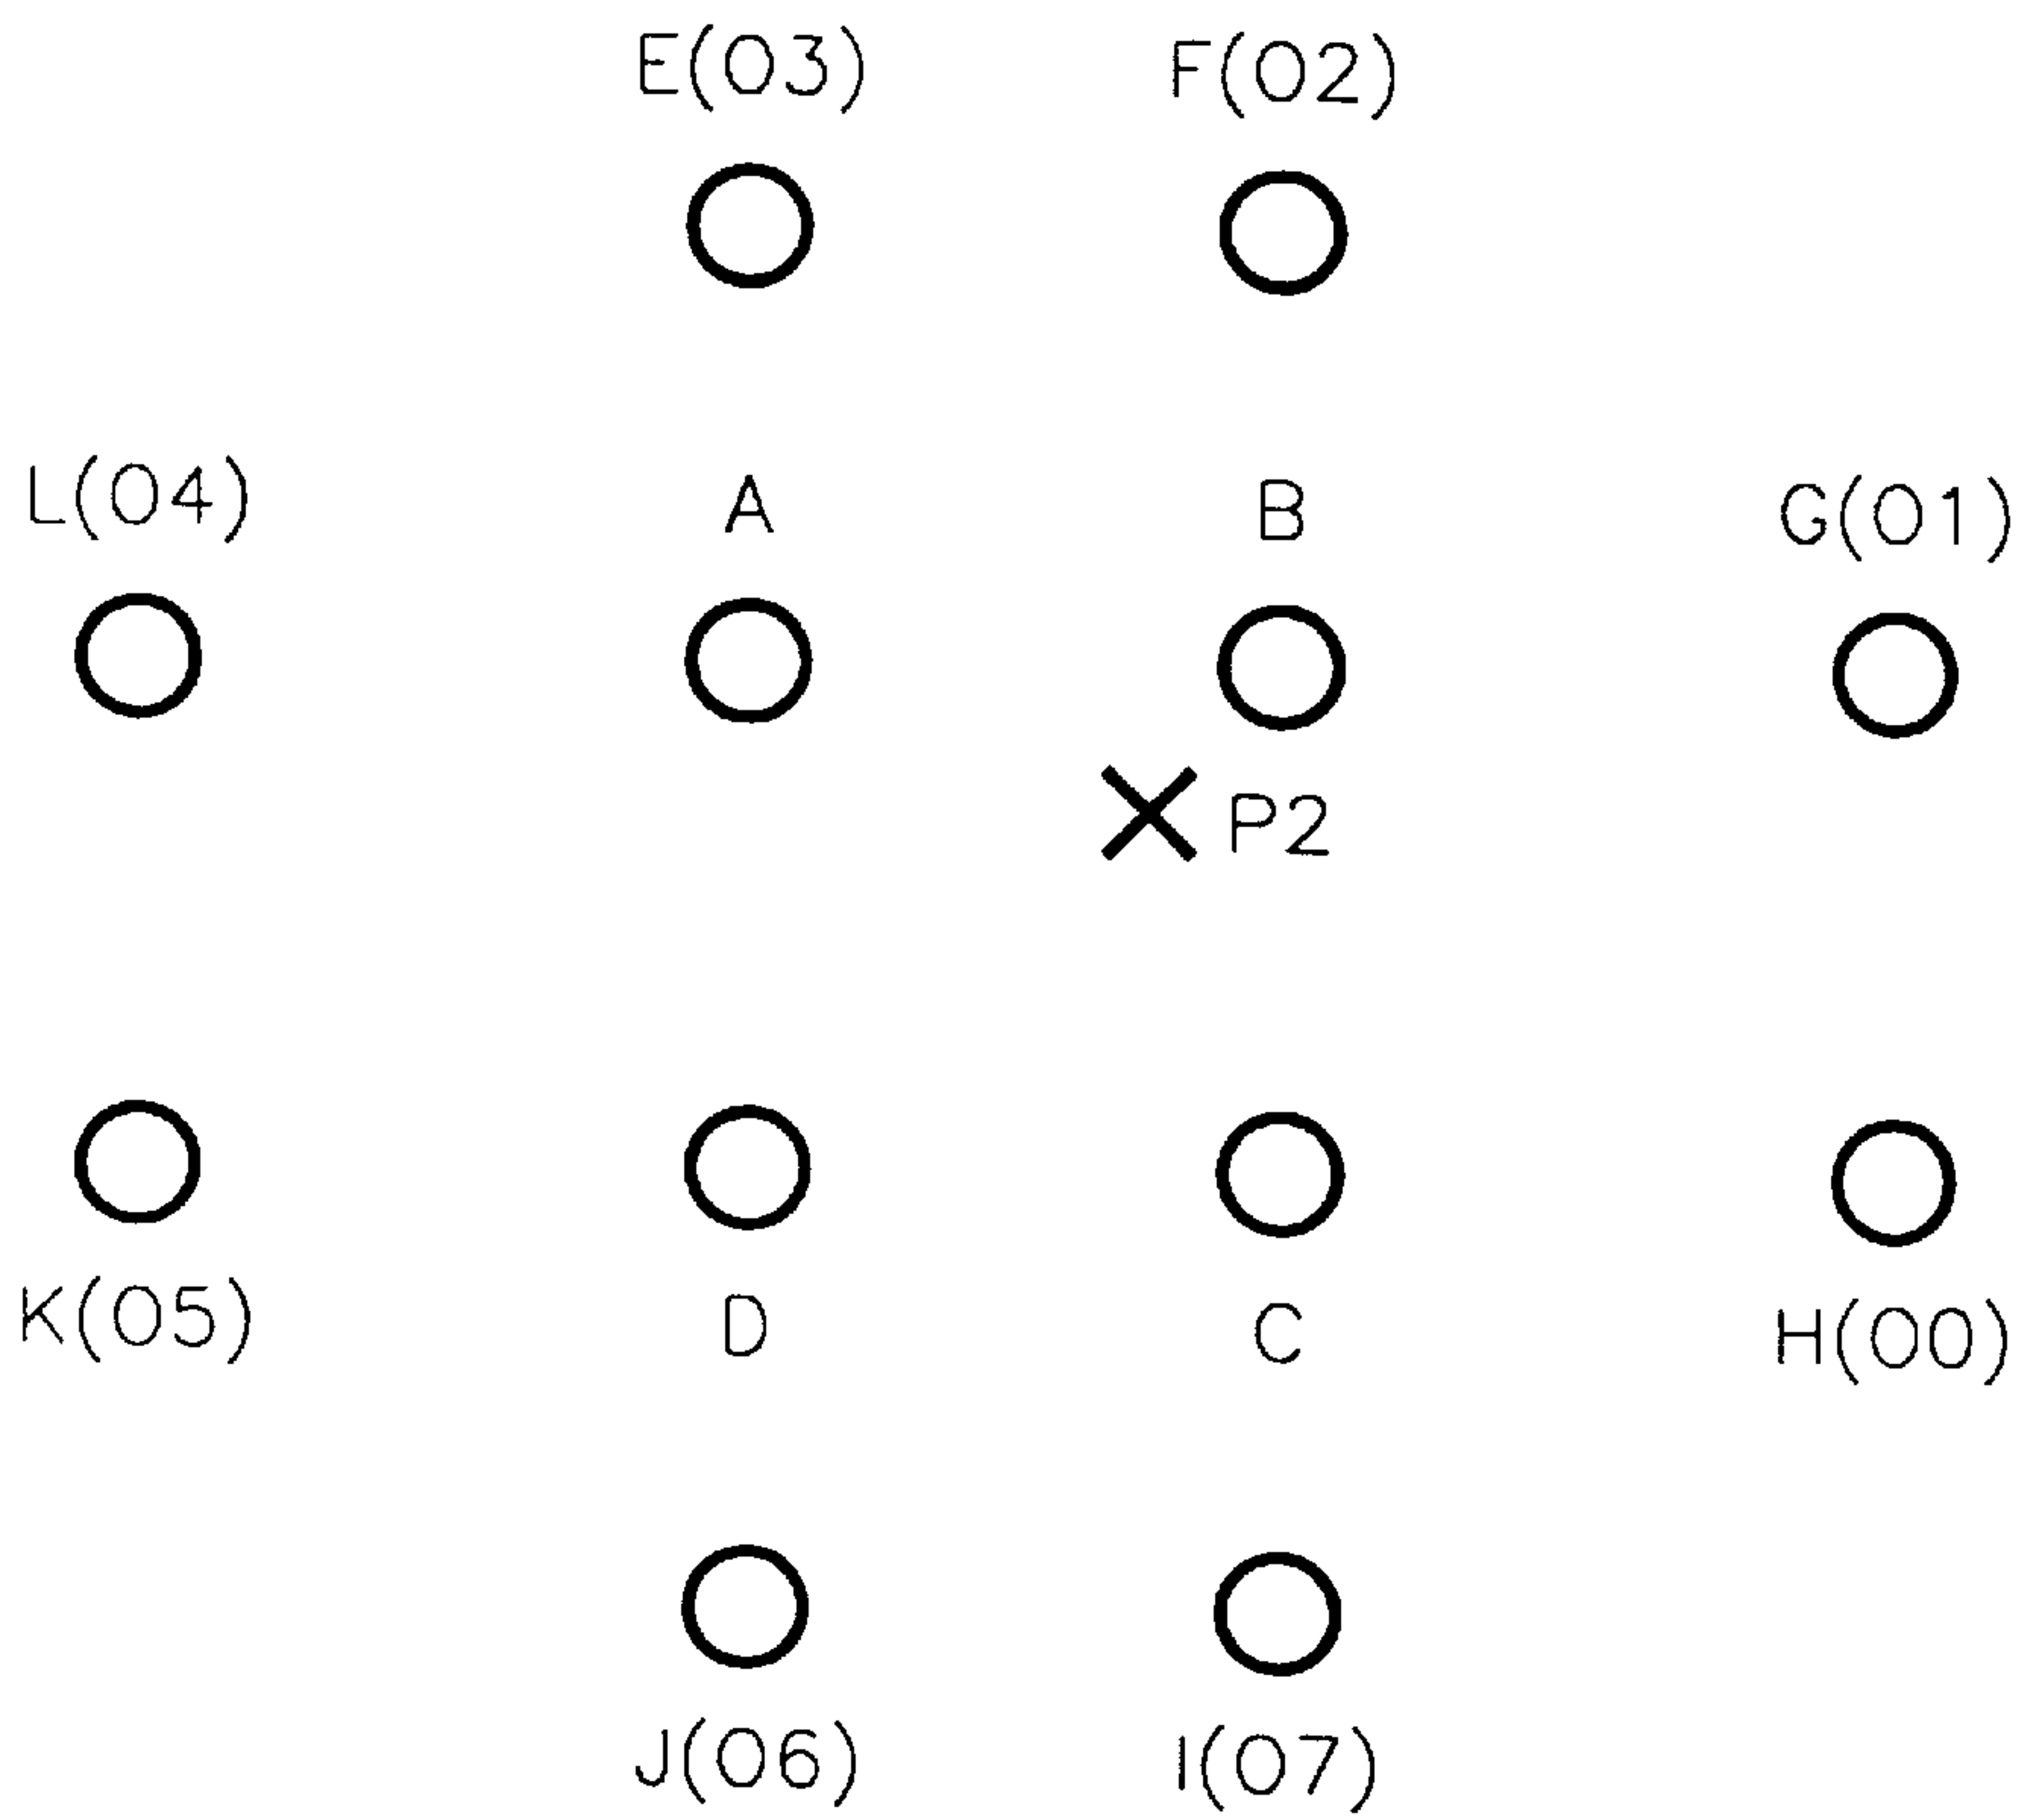 E(03) F(02)
L(04) A B G(01)
P2
K(05) D C H(00)
J(06) I(07)